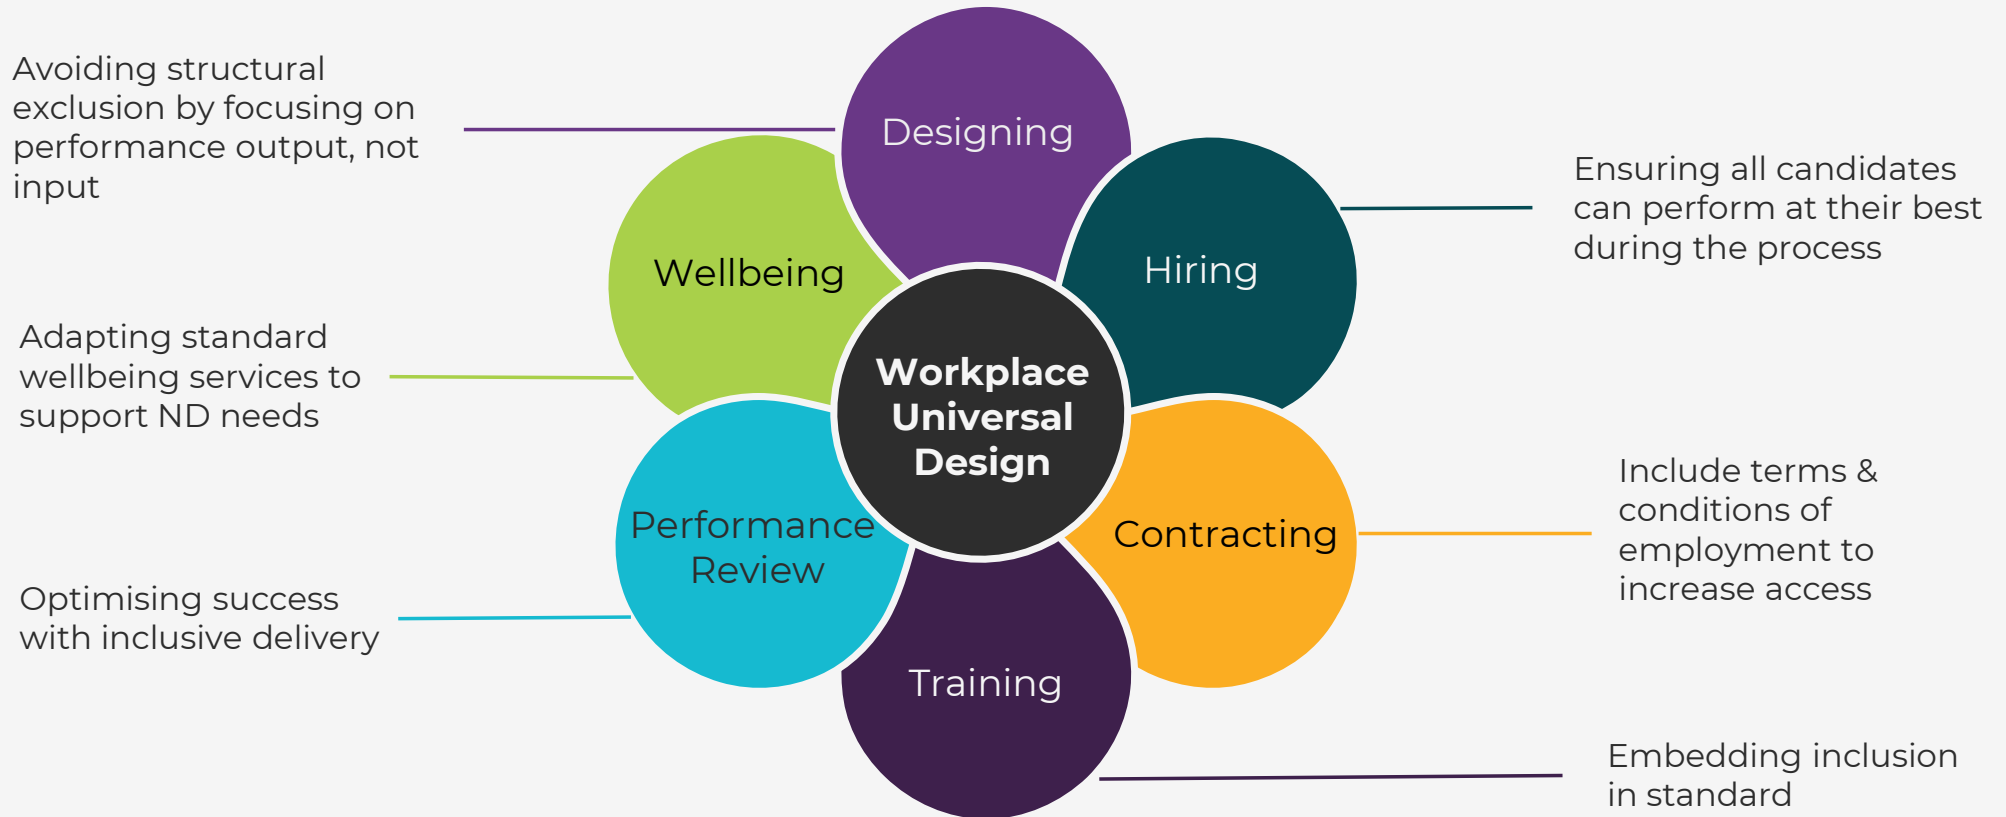 Avoiding structural
exclusion by focusing on
performance output, not
input
Designing
Ensuring all candidates
can perform at their best
during the process
Wellbeing
Hiring
Adapting standard
wellbeing services to
support ND needs
Workplace
Universal
Design
Include terms &
conditions of
employment to
increase access
Performance
Review
Contracting
Optimising success
with inclusive delivery
Training
Embedding inclusion
in standard